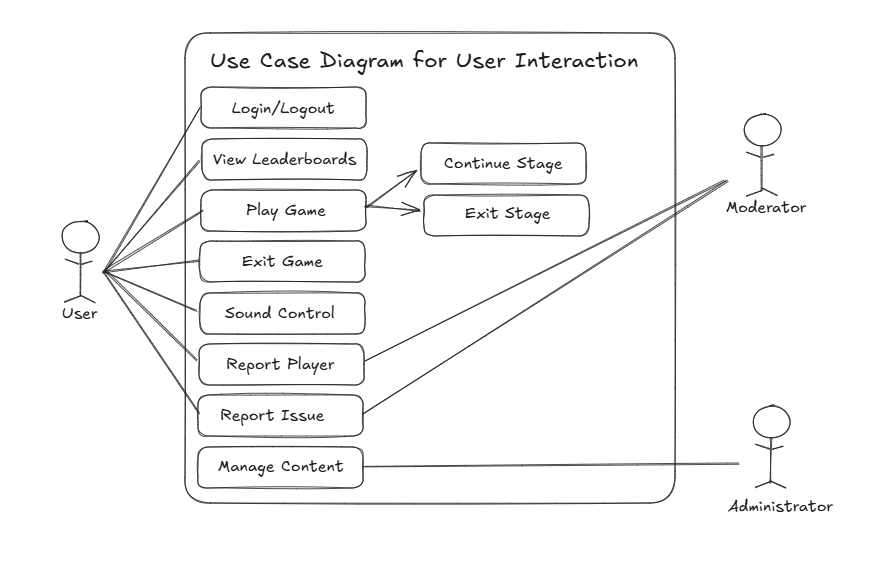 Use Case Diagram for User Interaction
Login/Logout
View Leaderboards
Continue Stage
Play Game
Exit Stage
Exit Game
Sound Control
Report Player
Report Issue
Manage Content
User
Moderator
Administrator